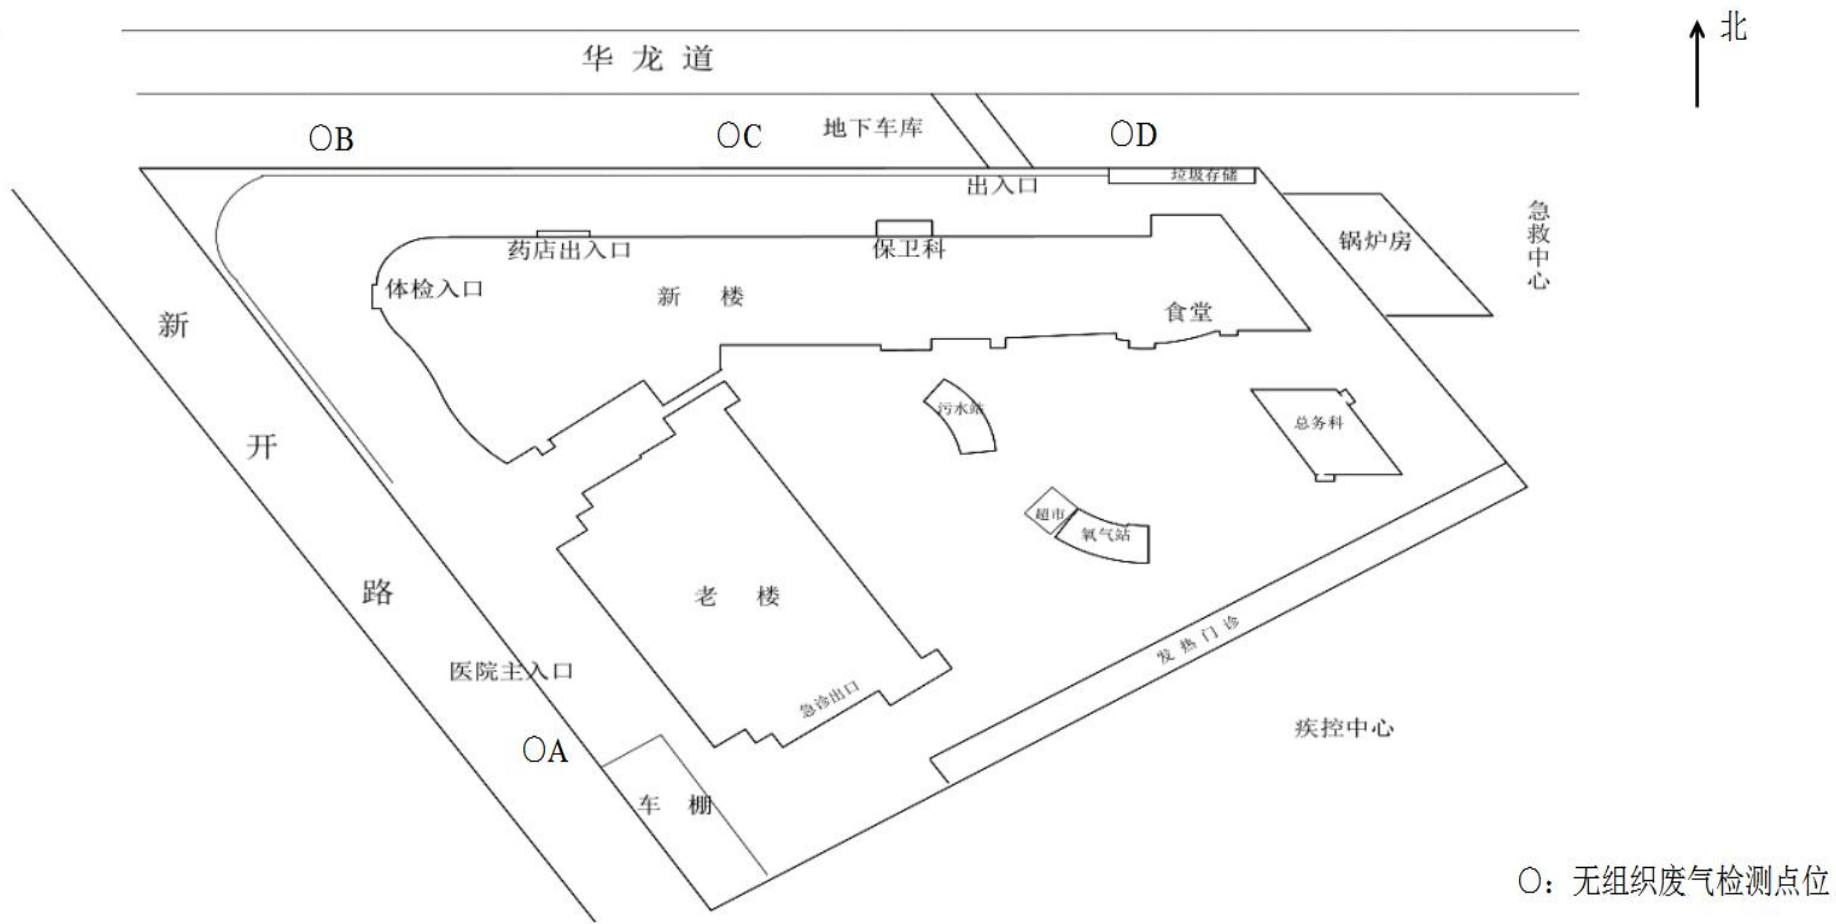 北
华龙道
○B
○C
地下车库
○D
出入口
垃圾存储
急救中心
锅炉房
药店出入口
保卫科
体检入口
新楼
食堂
新开路
污水站
总务科
超市
氧气站
老楼
发热门诊
医院主入口
急诊出口
疾控中心
○A
车棚
○：无组织废气检测点位